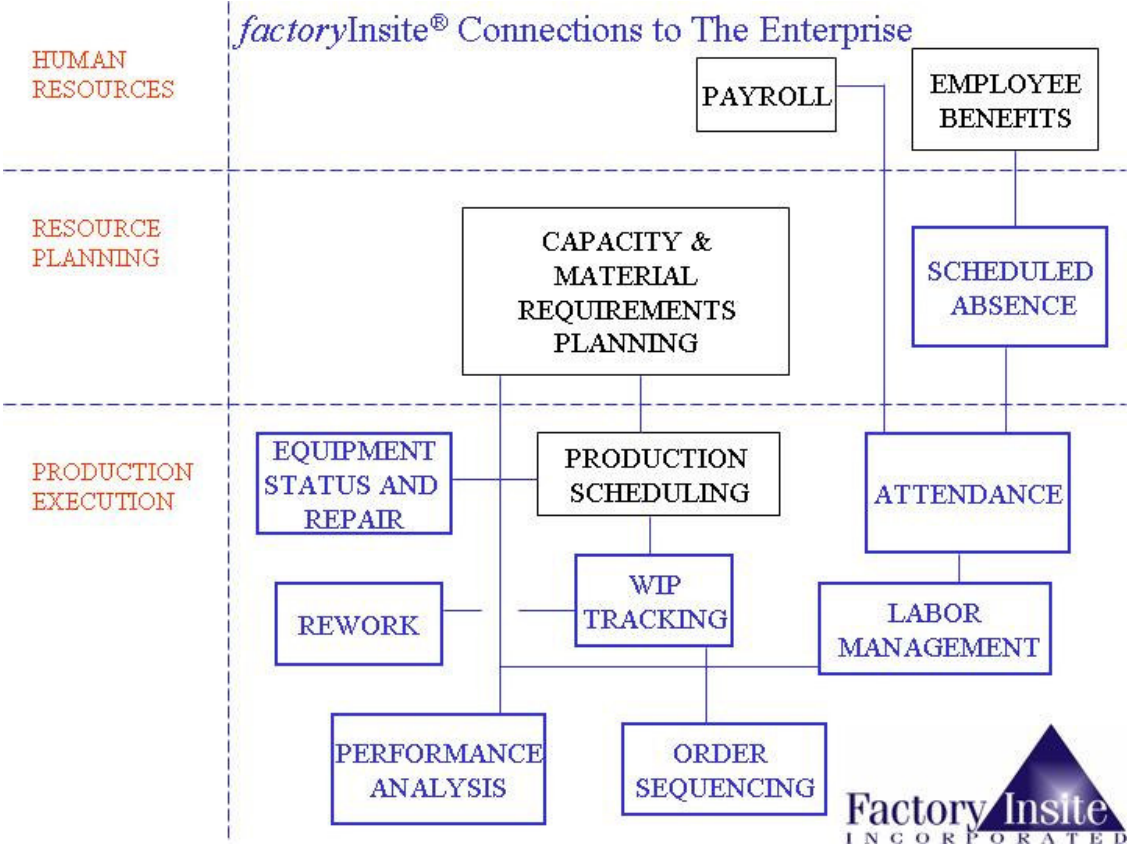 factoryInsite® Connections to The Enterprise
HUMAN
RESOURCES
PAYROLL
EMPLOYEE
BENEFITS
RESOURCE
PLANNING
CAPACITY &
MATERIAL
REQUIREMENTS
PLANNING
SCHEDULED
ABSENCE
PRODUCTION
EXECUTION
EQUIPMENT
STATUS AND
REPAIR
PRODUCTION
SCHEDULING
ATTENDANCE
REWORK
WIP
TRACKING
LABOR
MANAGEMENT
PERFORMANCE
ANALYSIS
ORDER
SEQUENCING
Factory Insite
INCORPORATED